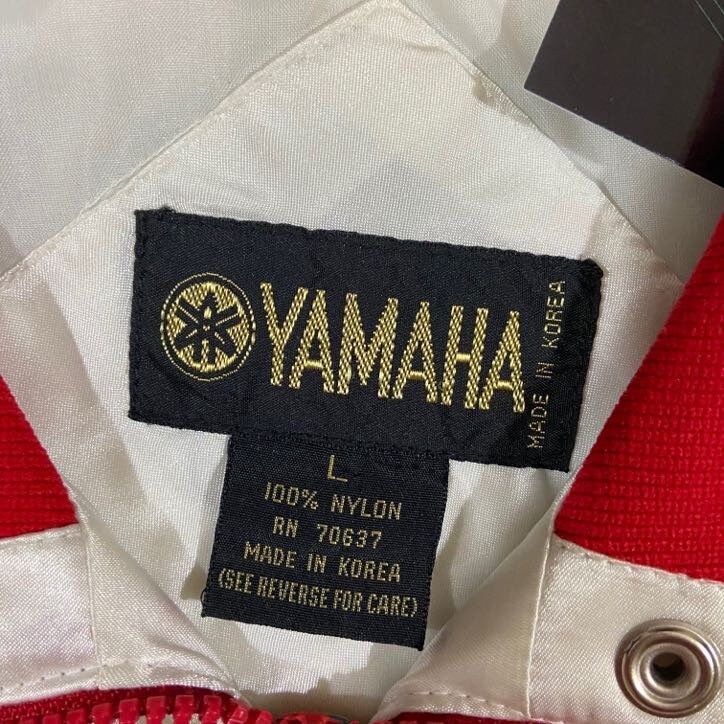 YAMAHA
MADE IN KOREA
L
100% NYLON
RN 70637
MADE IN KOREA
(SEE REVERSE FOR CARE)